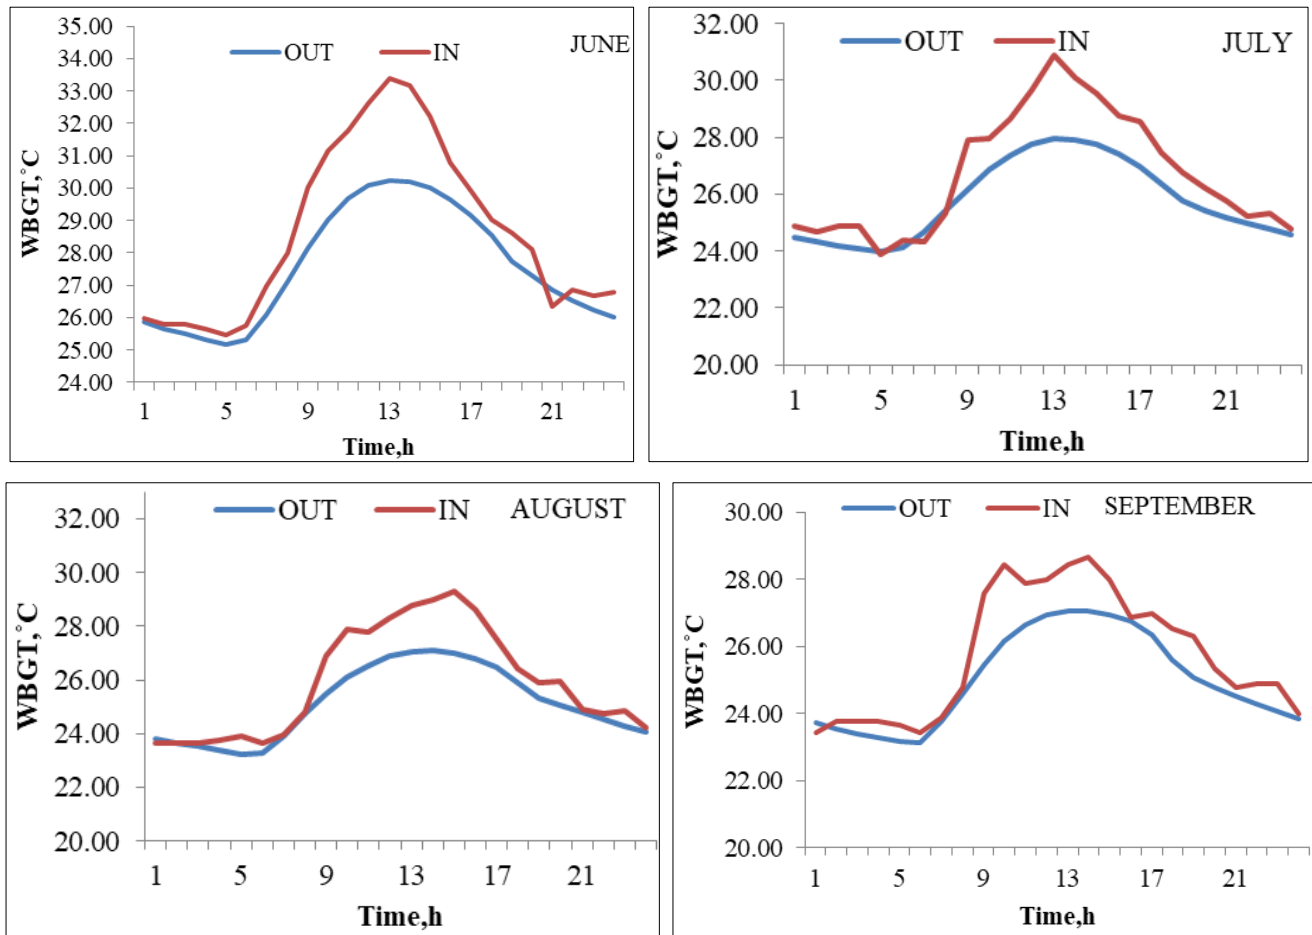 35.00
34.00
33.00
32.00
31.00
30.00
29.00
28.00
27.00
26.00
25.00
24.00
WBGT,˚C
OUT IN JUNE
1 5 9 13 17 21
Time,h
32.00
30.00
28.00
26.00
24.00
22.00
20.00
WBGT,˚C
OUT IN JULY
1 5 9 13 17 21
Time,h
32.00
30.00
28.00
26.00
24.00
22.00
20.00
WBGT,˚C
OUT IN AUGUST
1 5 9 13 17 21
Time,h
30.00
28.00
26.00
24.00
22.00
20.00
WBGT,˚C
OUT IN SEPTEMBER
1 5 9 13 17 21
Time,h